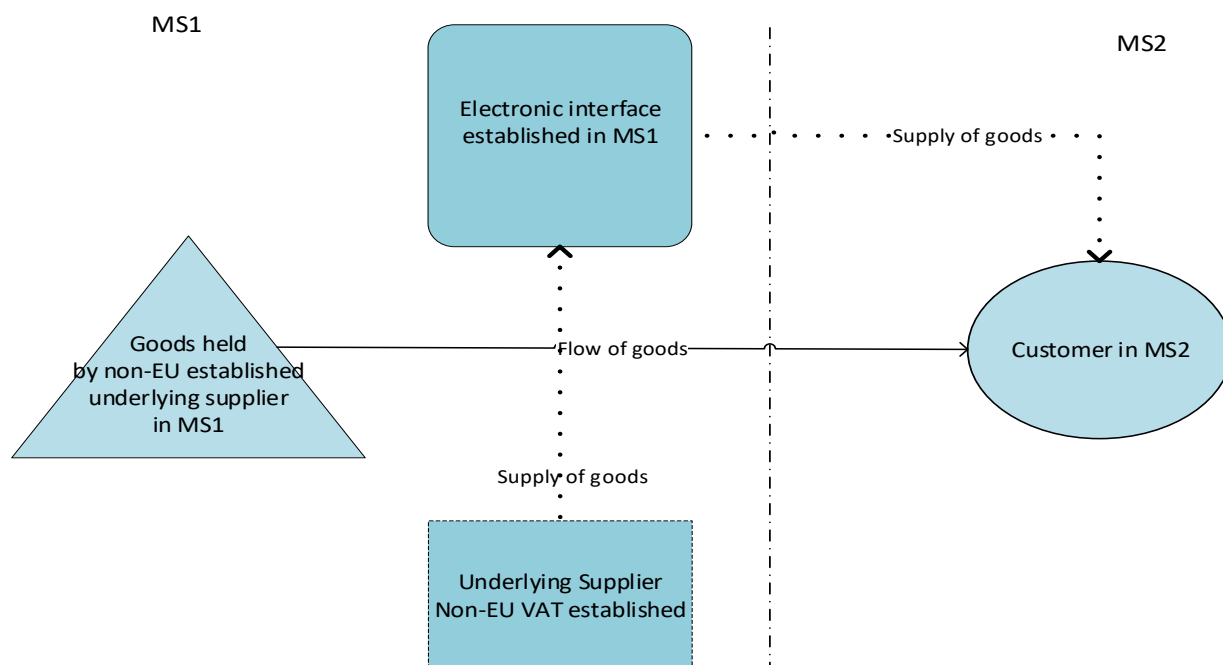 MS1
MS2
Electronic interface
established in MS1
Supply of goods
Goods held
by non-EU established
underlying supplier
in MS1
Flow of goods
Customer in MS2
Supply of goods
Underlying Supplier
Non-EU VAT established